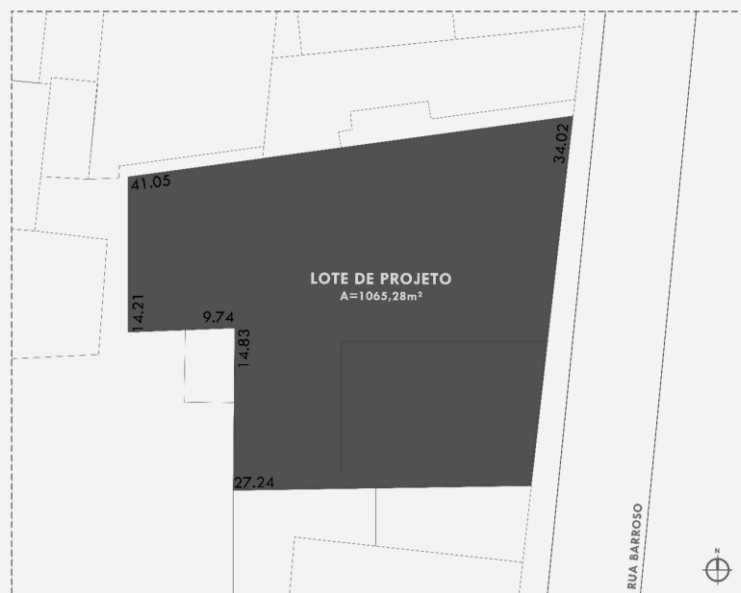 34.02
41.05
LOTE DE PROJETO
A=1065,28m²
14.21
9.74
14.83
27.24
RUA BARROSO
N